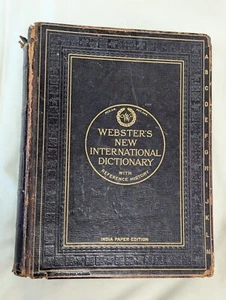 WEBSTER'S
NEW
INTERNATIONAL
DICTIONARY
WITH
REFERENCE HISTORY
INDIA PAPER EDITION
A
B
C
D
E
F
G
H
I
J
K
L